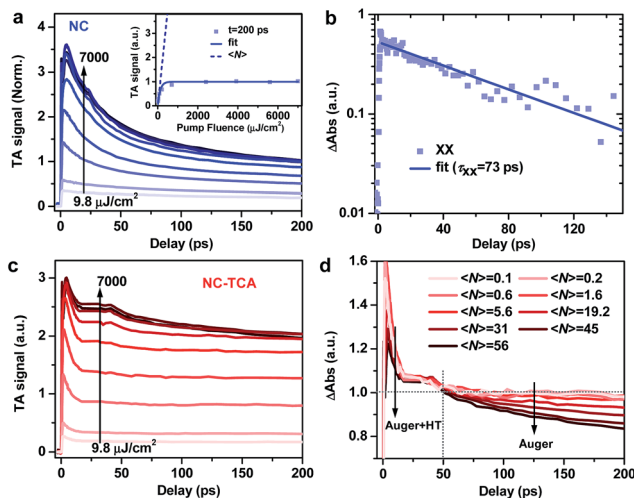 a
NC
7000
9.8 μJ/cm²
TA signal (Norm.)
0
1
2
3
4
0
50
100
150
200
Delay (ps)
t=200 ps
fit
<N>
TA signal (a.u.)
0
1
2
3
0
2000
4000
6000
Pump Fluence (μJ/cm²)
b
ΔAbs (a.u.)
1
0.1
0.01
XX
fit (τXX=73 ps)
0
40
80
120
Delay (ps)
c
7000
NC-TCA
9.8 μJ/cm²
TA signal (a.u.)
0
1
2
3
0
50
100
150
200
Delay (ps)
d
ΔAbs (a.u.)
1.6
1.4
1.2
1.0
0.8
<N>=0.1
<N>=0.2
<N>=0.6
<N>=1.6
<N>=5.6
<N>=19.2
<N>=31
<N>=45
<N>=56
Auger+HT
Auger
0
50
100
150
200
Delay (ps)